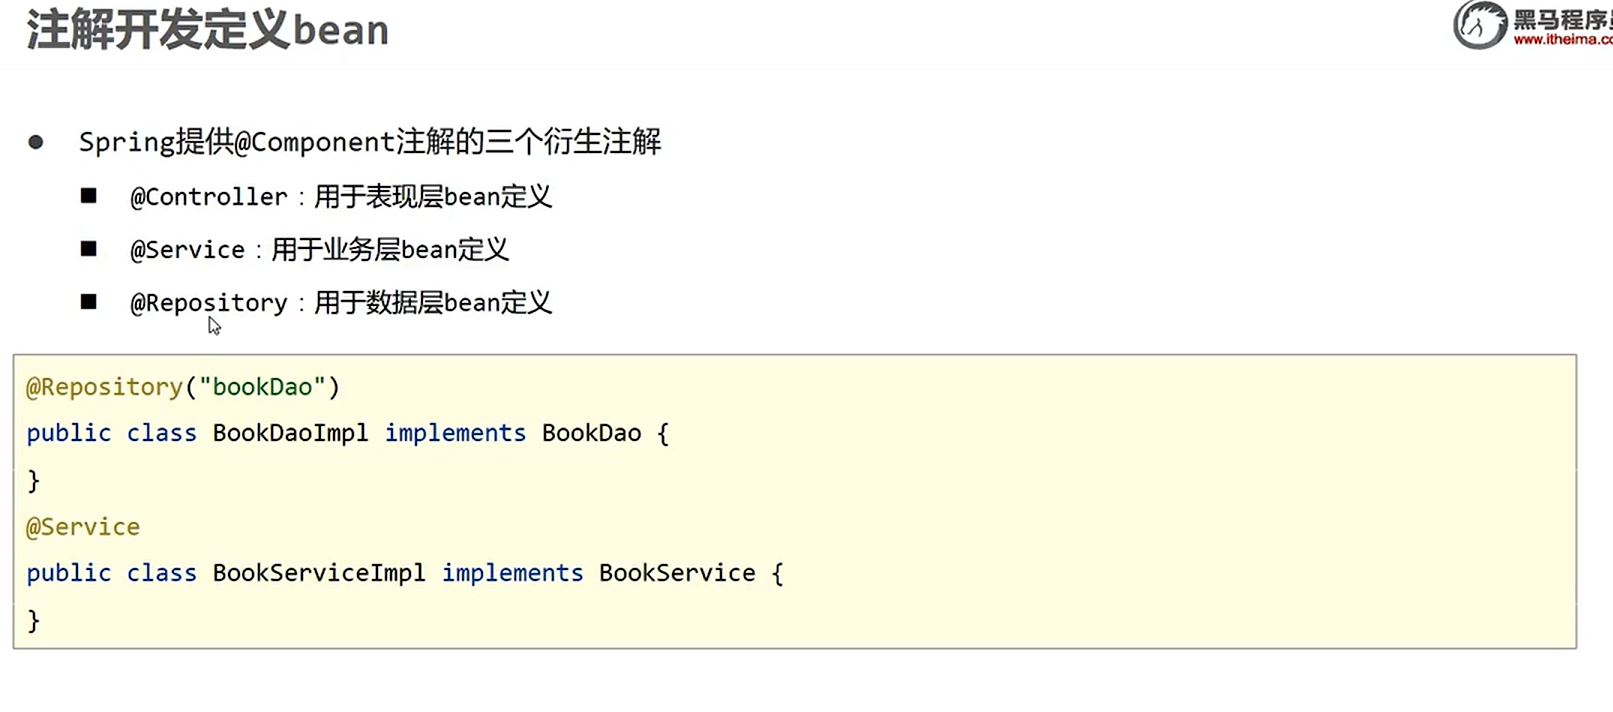 注解开发定义bean
黑马程序员
www.itheima.co
● Spring提供@Component注解的三个衍生注解
■ @Controller：用于表现层bean定义
■ @Service：用于业务层bean定义
■ @Repository：用于数据层bean定义
@Repository("bookDao")
public class BookDaoImpl implements BookDao {
}
@Service
public class BookServiceImpl implements BookService {
}